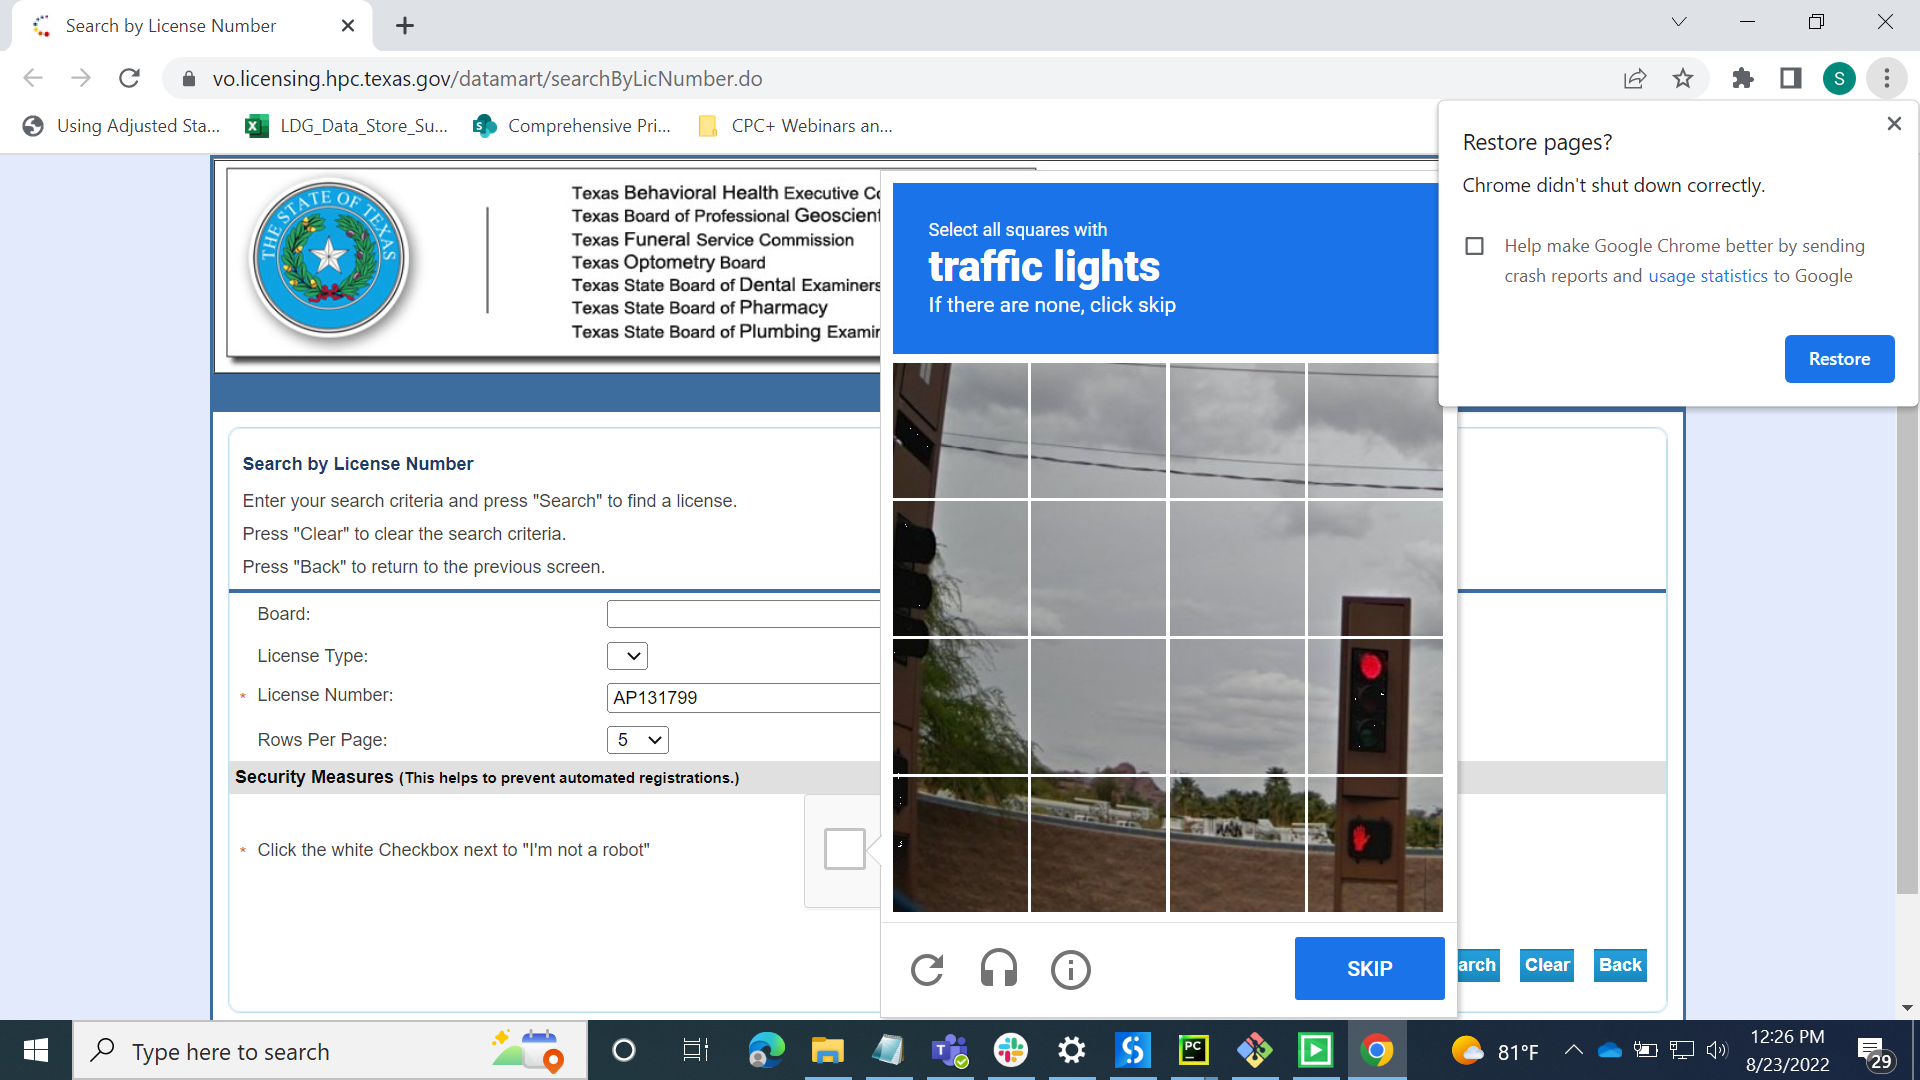 Search by License Number
vo.licensing.hpc.texas.gov/datamart/searchByLicNumber.do
S
Using Adjusted Sta...
LDG_Data_Store_Su...
Comprehensive Pri...
CPC+ Webinars an...
Restore pages?
Chrome didn't shut down correctly.
Help make Google Chrome better by sending
crash reports and usage statistics to Google
Restore
THE STATE OF TEXAS
Texas Behavioral Health Executive Co
Texas Board of Professional Geoscient
Texas Funeral Service Commission
Texas Optometry Board
Texas State Board of Dental Examiners
Texas State Board of Pharmacy
Texas State Board of Plumbing Examin
Select all squares with
traffic lights
If there are none, click skip
Search by License Number
Enter your search criteria and press "Search" to find a license.
Press "Clear" to clear the search criteria.
Press "Back" to return to the previous screen.
Board:
License Type:
* License Number:
AP131799
Rows Per Page:
5
Security Measures (This helps to prevent automated registrations.)
* Click the white Checkbox next to "I'm not a robot"
SKIP
arch
Clear
Back
Type here to search
PC
81°F
12:26 PM
8/23/2022
29